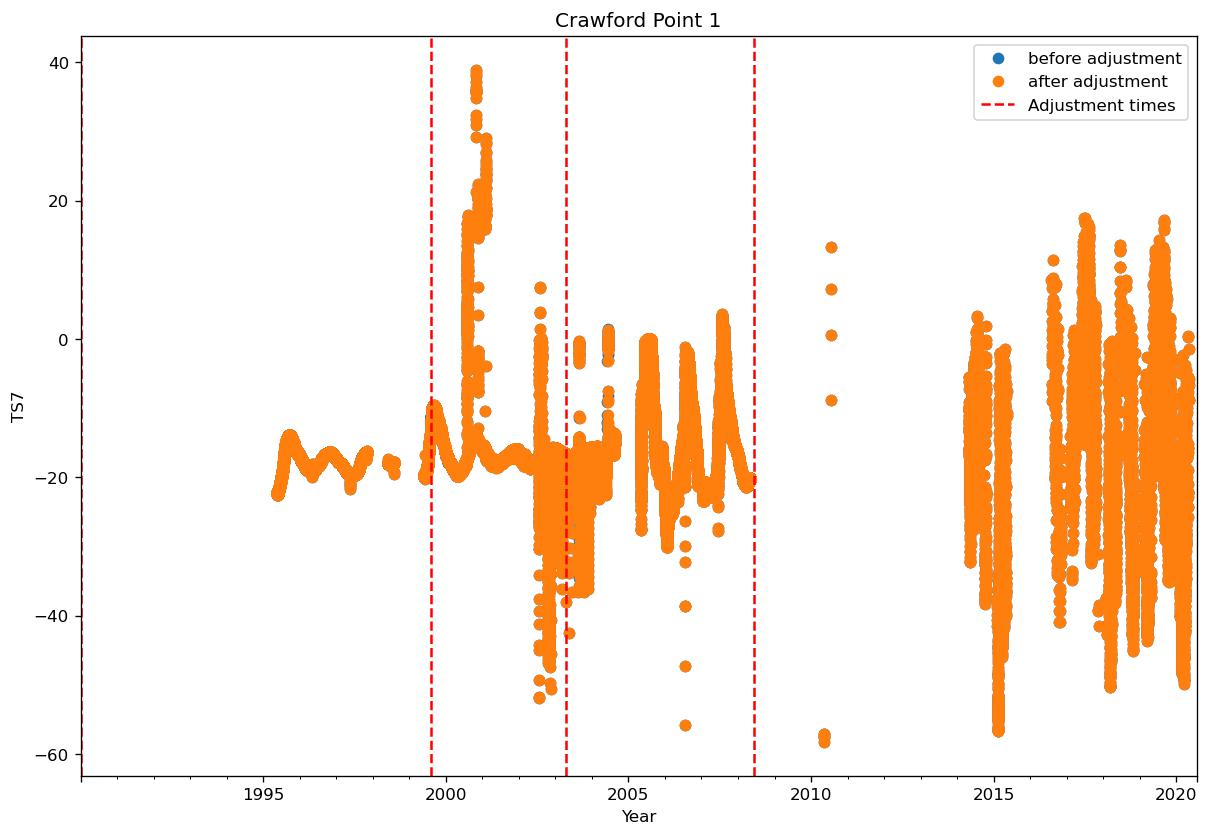 Crawford Point 1
before adjustment
after adjustment
Adjustment times
TS7
40
20
0
−20
−40
−60
1995
2000
2005
2010
2015
2020
Year